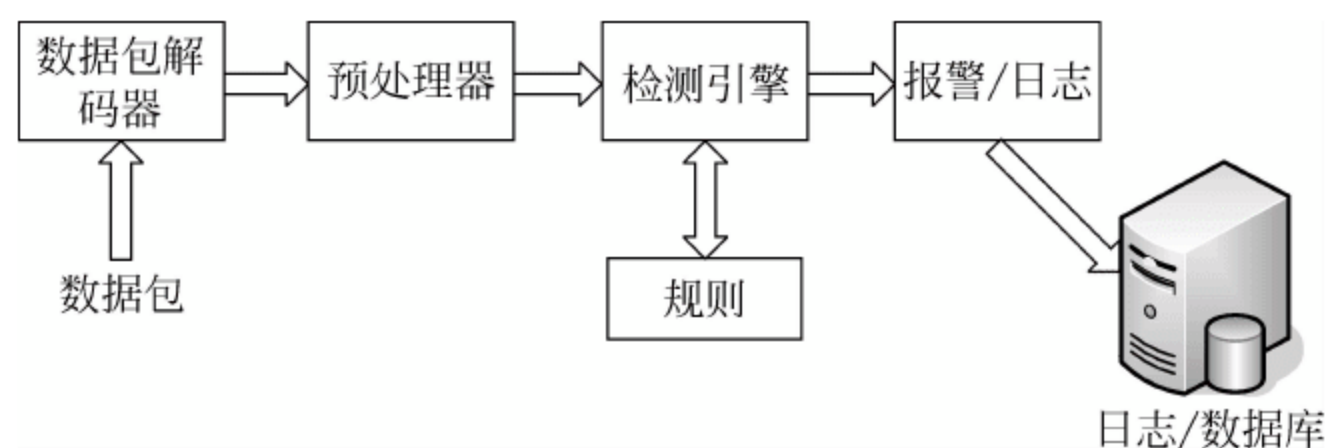 数据包解
码器
预处理器
检测引擎
报警/日志
数据包
规则
日志/数据库